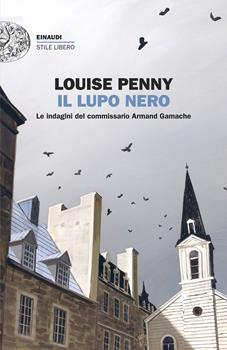 EINAUDI
STILE LIBERO
LOUISE PENNY
IL LUPO NERO
Le indagini del commissario Armand Gamache